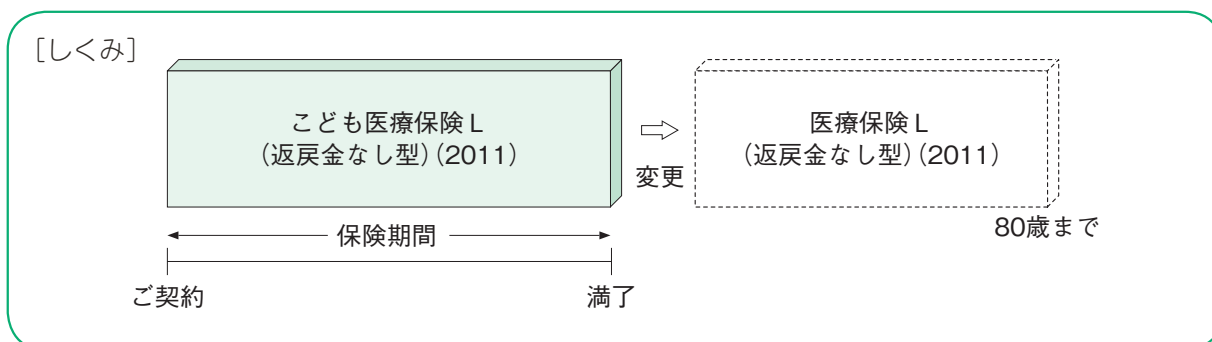 [しくみ]
こども医療保険L
(返戻金なし型)(2011)
変更
医療保険L
(返戻金なし型)(2011)
80歳まで
保険期間
ご契約
満了